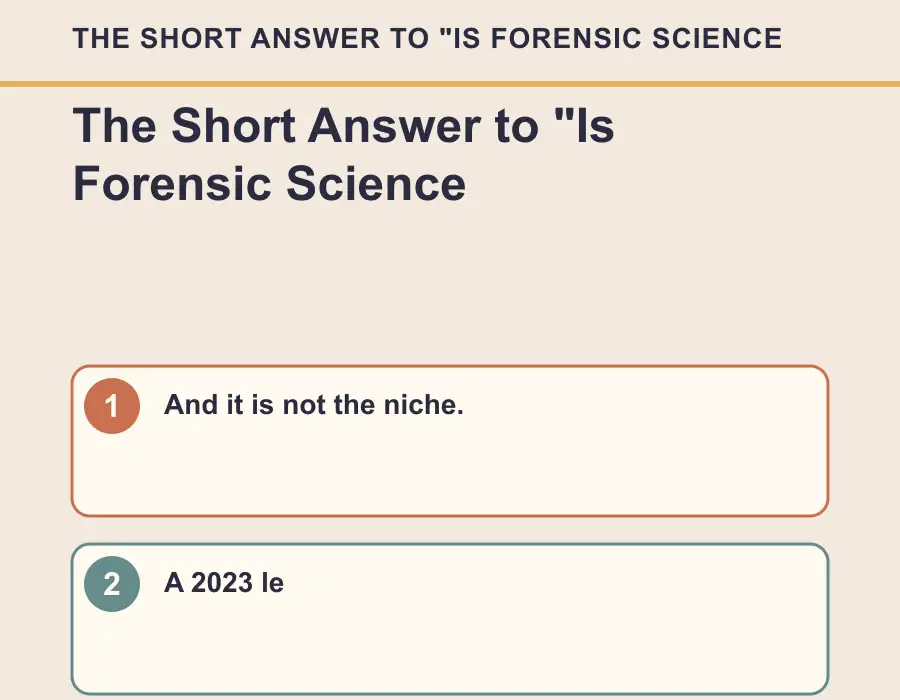 THE SHORT ANSWER TO "IS FORENSIC SCIENCE
The Short Answer to "Is
Forensic Science
1 And it is not the niche.
2 A 2023 le